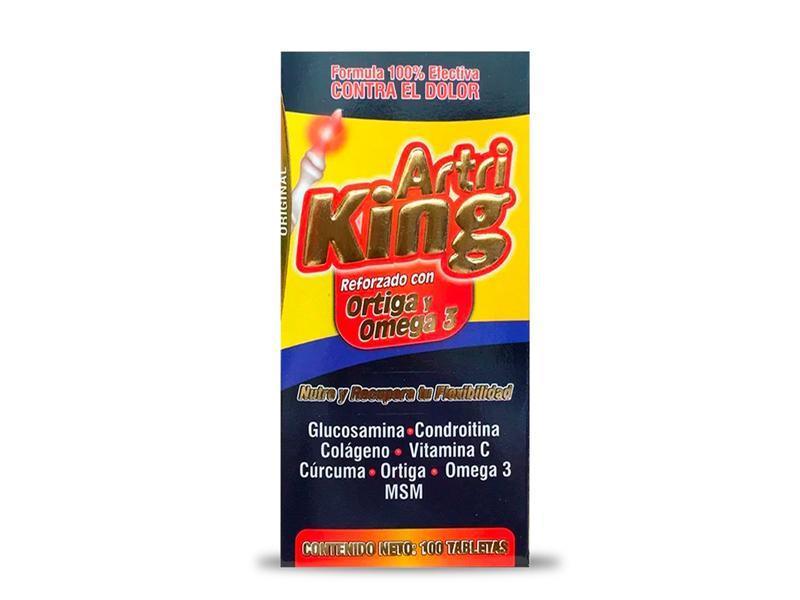 Formula 100% Efectiva
CONTRA EL DOLOR
ORIGINAL
Artri
King
Reforzado con
Ortiga y
Omega 3
Nutre y Recupera tu Flexibilidad
Glucosamina • Condroitina
Colágeno • Vitamina C
Cúrcuma • Ortiga • Omega 3
MSM
CONTENIDO NETO: 100 TABLETAS